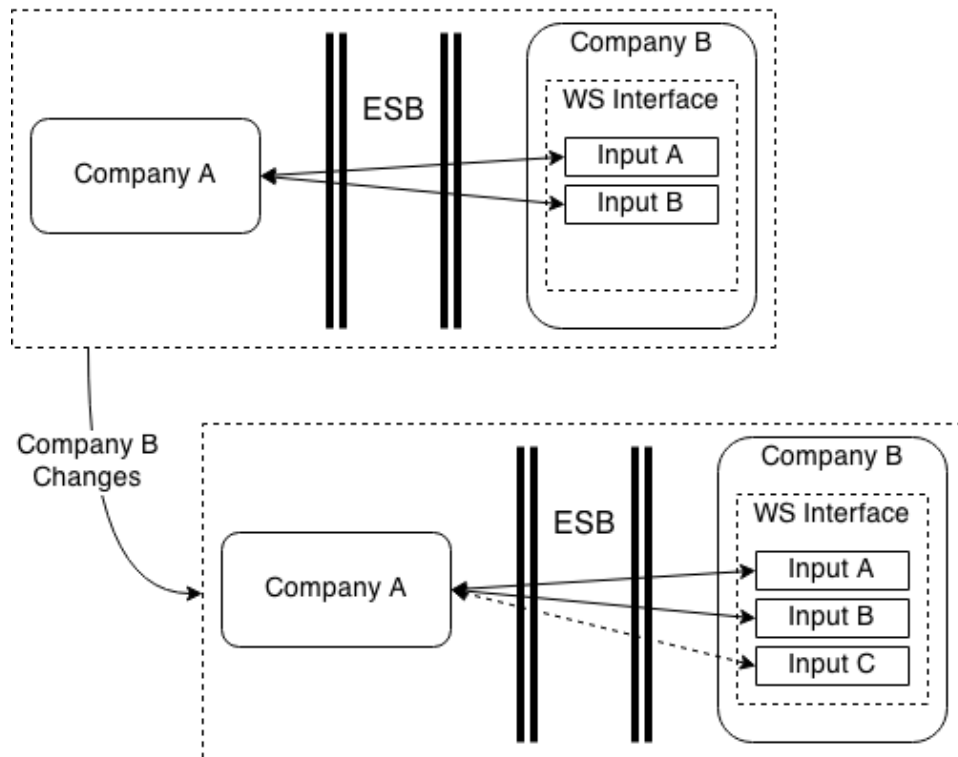 Company B
WS Interface
ESB
Input A
Company A
Input B
Company B
Changes
Company B
WS Interface
ESB
Input A
Company A
Input B
Input C